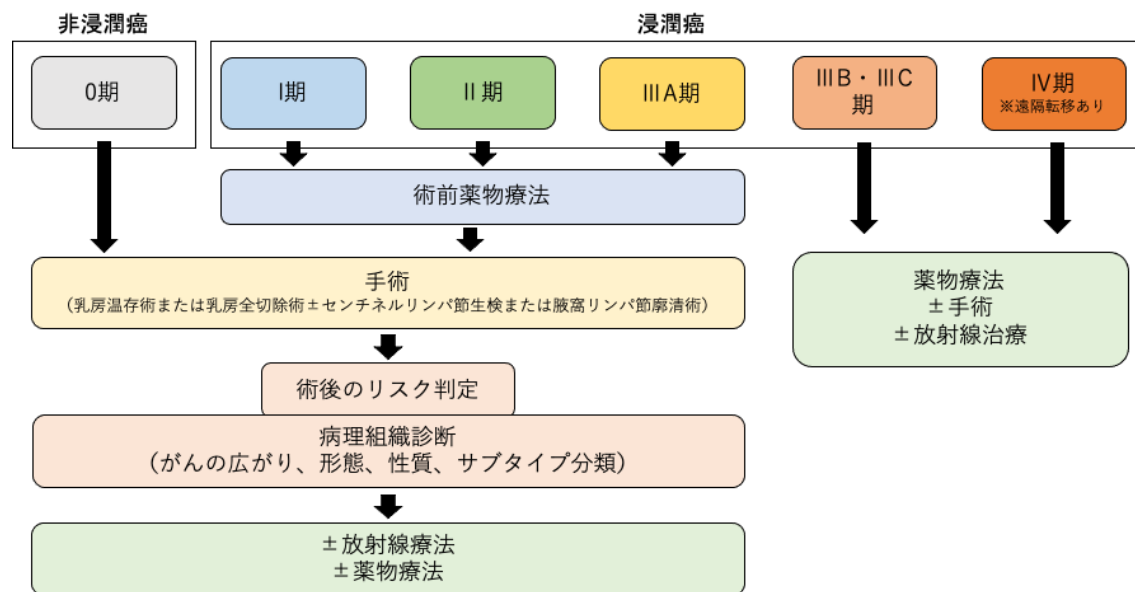 非浸潤癌
浸潤癌
0期
I期
II期
IIIA期
IIIB・IIIC
期
IV期
※遠隔転移あり
術前薬物療法
手術
(乳房温存術または乳房全切除術±センチネルリンパ節生検または腋窩リンパ節廓清術)
薬物療法
±手術
±放射線治療
術後のリスク判定
病理組織診断
(がんの広がり、形態、性質、サブタイプ分類)
±放射線療法
±薬物療法